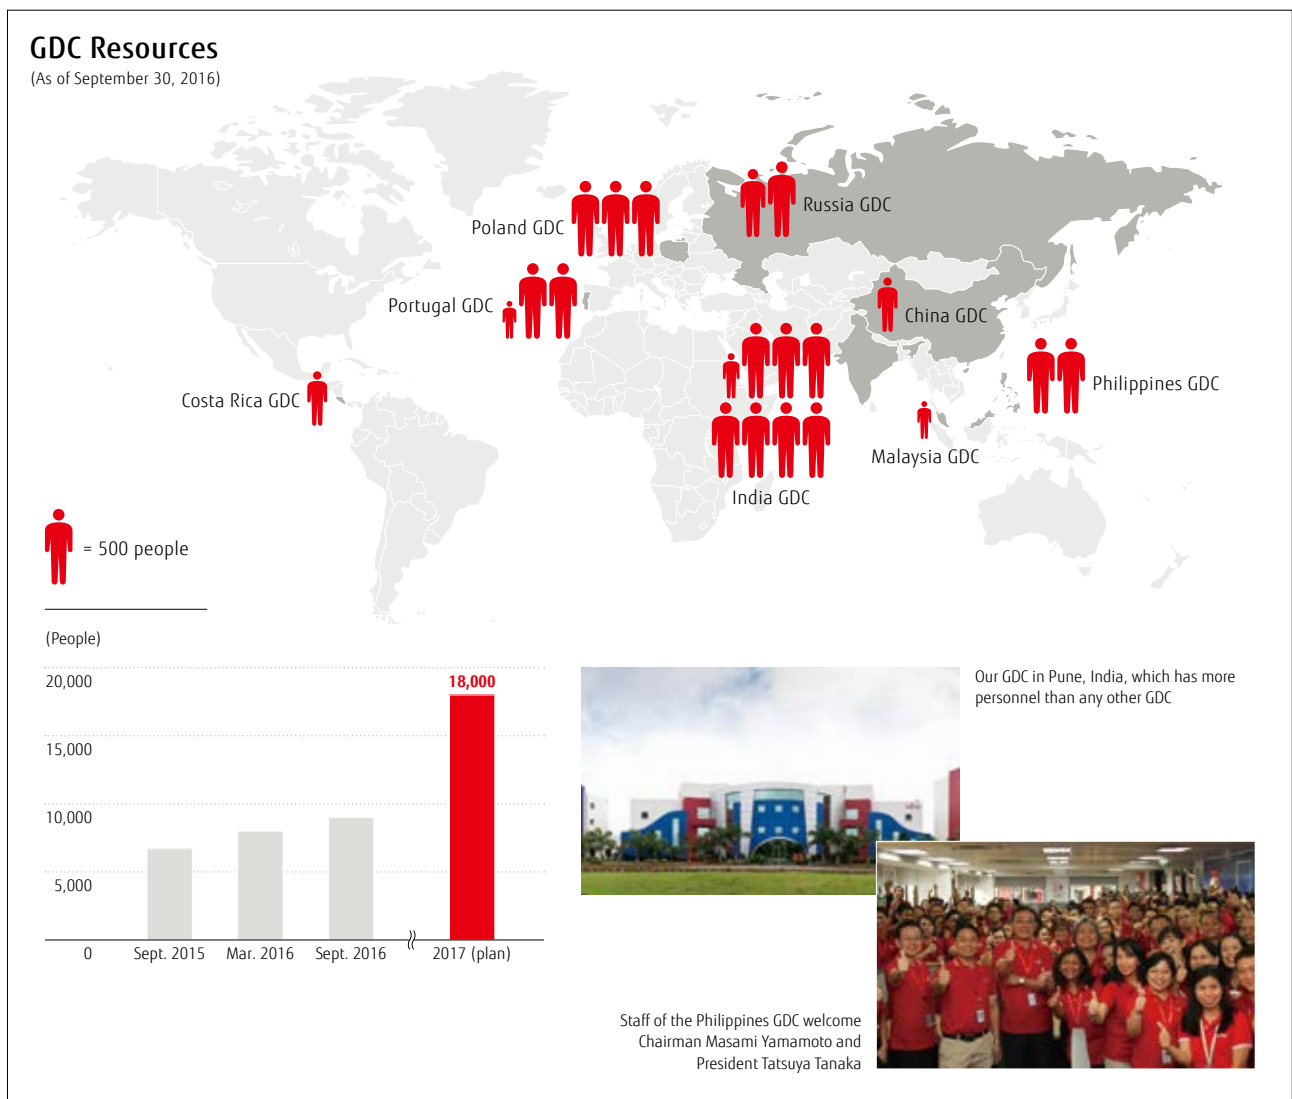 GDC Resources
(As of September 30, 2016)
Russia GDC
Poland GDC
Portugal GDC
China GDC
Philippines GDC
Costa Rica GDC
Malaysia GDC
India GDC
= 500 people
(People)
20,000
18,000
15,000
10,000
5,000
0
Sept. 2015
Mar. 2016
Sept. 2016
2017 (plan)
Our GDC in Pune, India, which has more
personnel than any other GDC
Staff of the Philippines GDC welcome
Chairman Masami Yamamoto and
President Tatsuya Tanaka